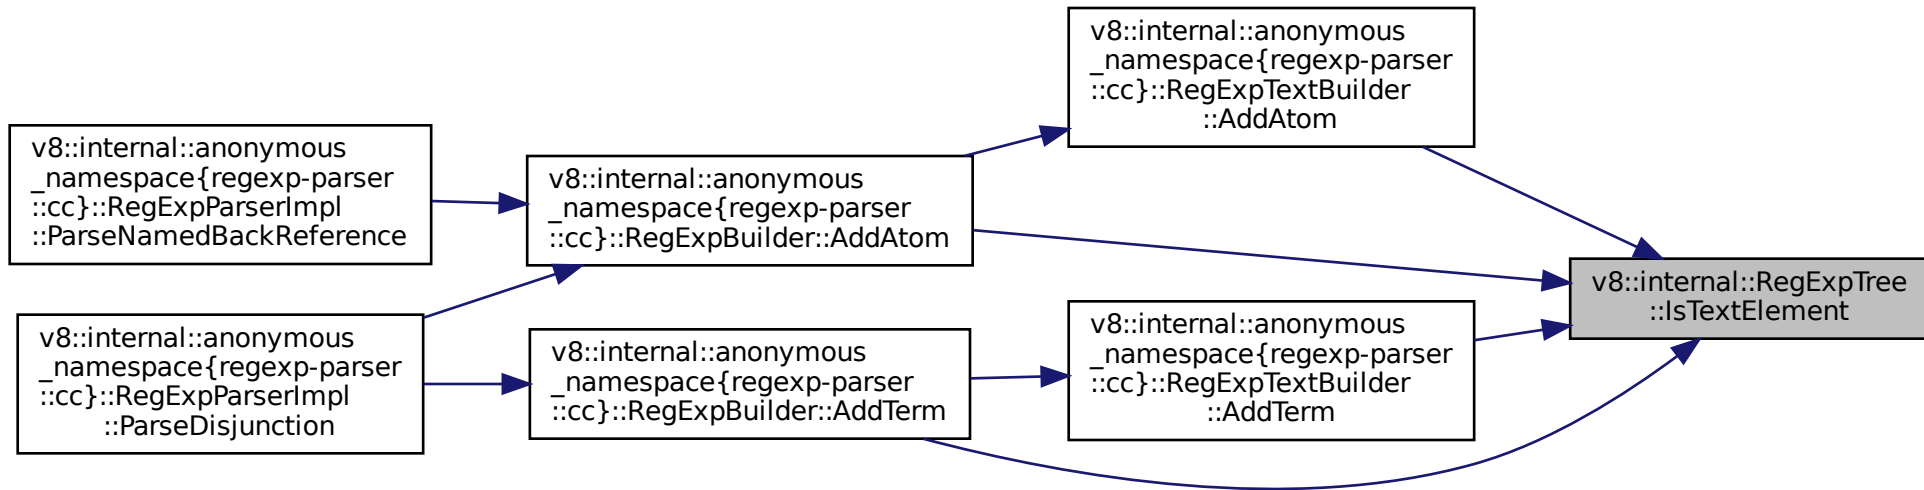 v8::internal::anonymous
_namespace{regexp-parser
::cc}::RegExpParserImpl
::ParseNamedBackReference
v8::internal::anonymous
_namespace{regexp-parser
::cc}::RegExpParserImpl
::ParseDisjunction
v8::internal::anonymous
_namespace{regexp-parser
::cc}::RegExpBuilder::AddAtom
v8::internal::anonymous
_namespace{regexp-parser
::cc}::RegExpBuilder::AddTerm
v8::internal::anonymous
_namespace{regexp-parser
::cc}::RegExpTextBuilder
::AddAtom
v8::internal::anonymous
_namespace{regexp-parser
::cc}::RegExpTextBuilder
::AddTerm
v8::internal::RegExpTree
::IsTextElement